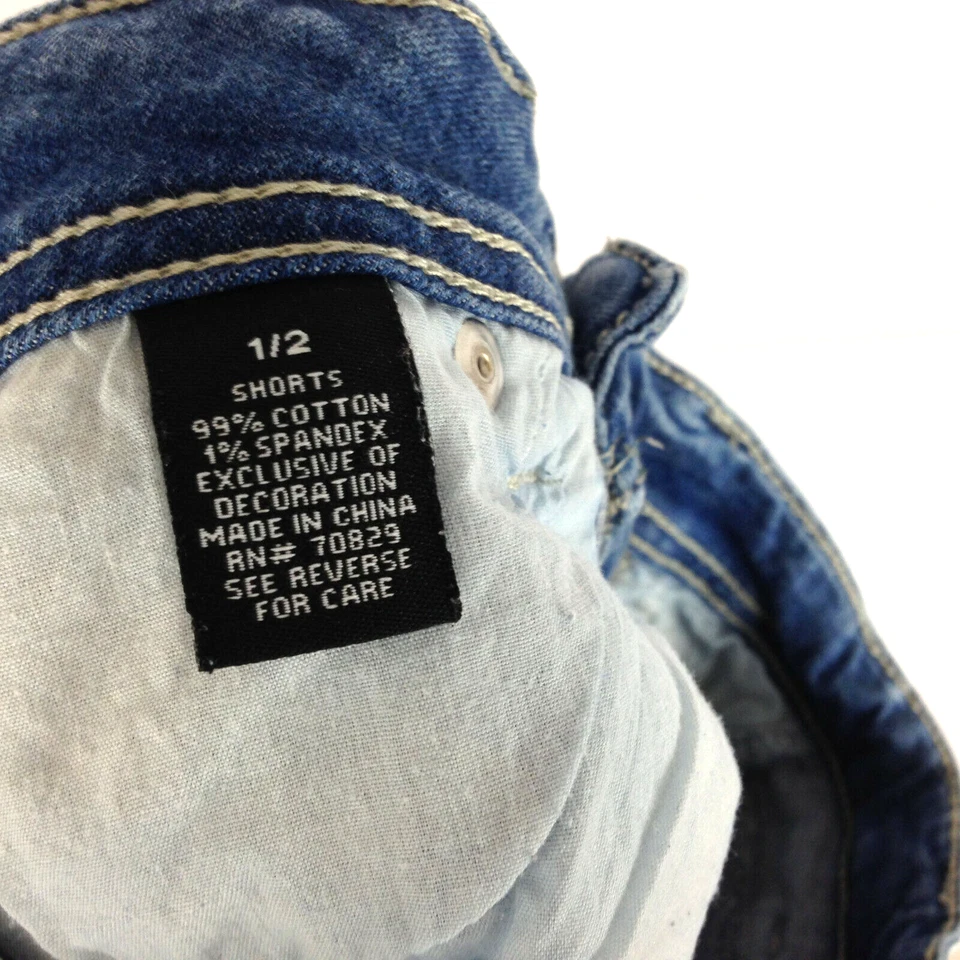 1/2
SHORTS
99% COTTON
1% SPANDEX
EXCLUSIVE OF
DECORATION
MADE IN CHINA
RN# 70829
SEE REVERSE
FOR CARE